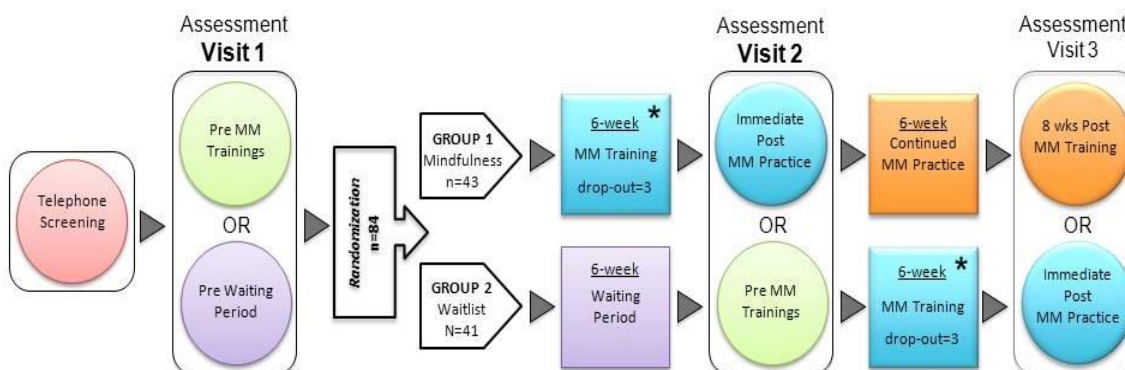 Assessment
Visit 1
Pre MM
Trainings
OR
Pre Waiting
Period
Telephone
Screening
Randomization
n=84
GROUP 1
Mindfulness
n=43
6-week *
MM Training
drop-out=3
GROUP 2
Waitlist
N=41
6-week
Waiting
Period
Assessment
Visit 2
Immediate
Post
MM Practice
OR
Pre MM
Trainings
6-week
Continued
MM Practice
6-week *
MM Training
drop-out=3
Assessment
Visit 3
8 wks Post
MM Training
OR
Immediate
Post
MM Practice